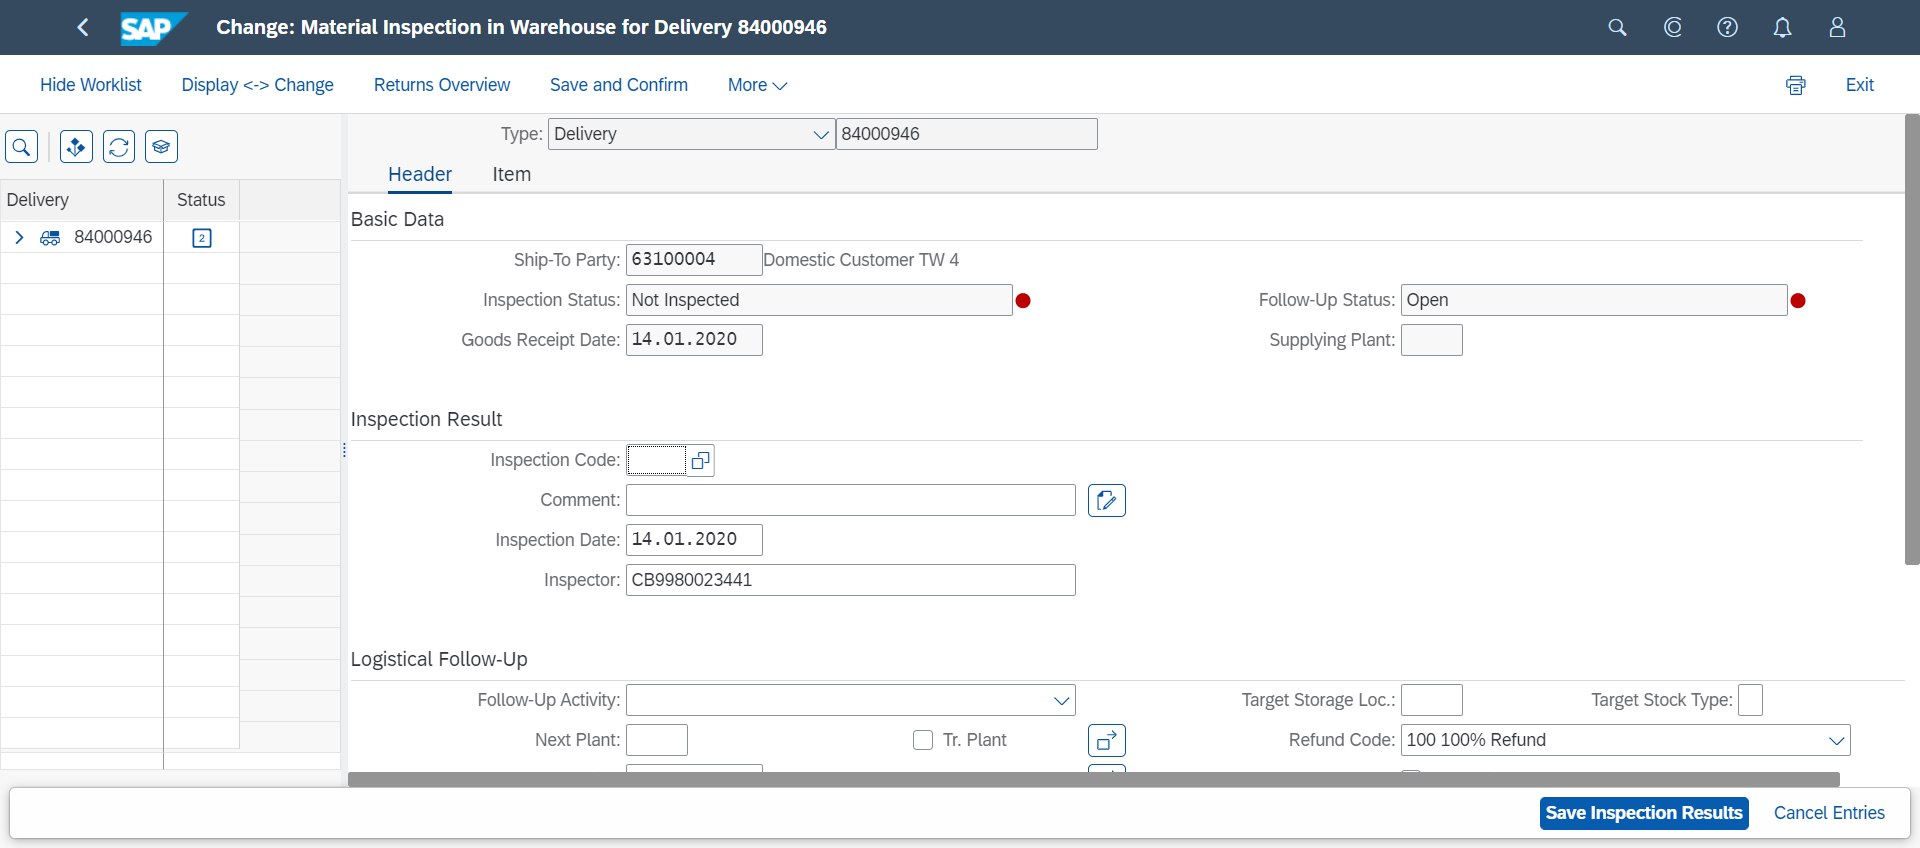 SAP Change: Material Inspection in Warehouse for Delivery 84000946
Hide Worklist Display <-> Change Returns Overview Save and Confirm More Exit
Type: Delivery 84000946
Header Item
Delivery Status
84000946 2
Basic Data
Ship-To Party: 63100004 Domestic Customer TW 4
Inspection Status: Not Inspected Follow-Up Status: Open
Goods Receipt Date: 14.01.2020 Supplying Plant:
Inspection Result
Inspection Code:
Comment:
Inspection Date: 14.01.2020
Inspector: CB9980023441
Logistical Follow-Up
Follow-Up Activity: Target Storage Loc.: Target Stock Type:
Next Plant: Tr. Plant Refund Code: 100 100% Refund
Save Inspection Results Cancel Entries